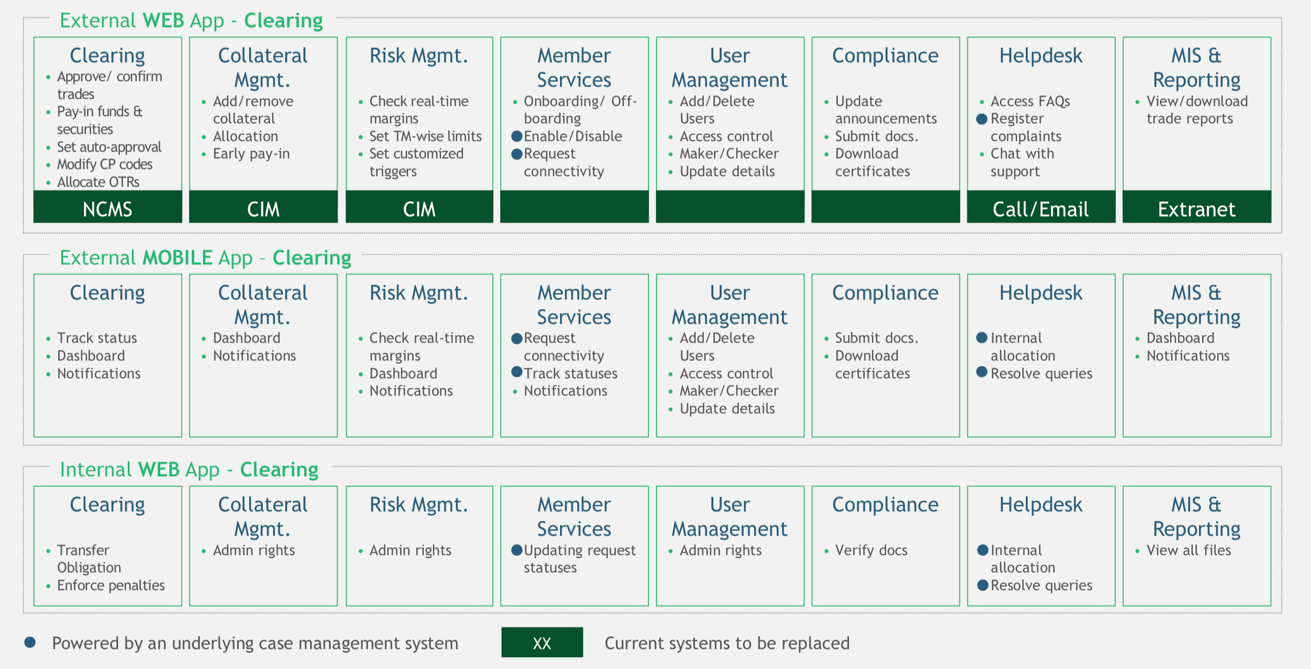 External WEB App - Clearing
Clearing
• Approve/ confirm
trades
• Pay-in funds &
securities
• Set auto-approval
• Modify CP codes
• Allocate OTRs
NCMS
Collateral
Mgmt.
• Add/remove
collateral
• Allocation
• Early pay-in
CIM
Risk Mgmt.
• Check real-time
margins
• Set TM-wise limits
• Set customized
triggers
CIM
Member
Services
• Onboarding/ Off-
boarding
● Enable/Disable
● Request
connectivity
User
Management
• Add/Delete
Users
• Access control
• Maker/Checker
• Update details
Compliance
• Update
announcements
• Submit docs.
• Download
certificates
Helpdesk
• Access FAQs
● Register
complaints
• Chat with
support
Call/Email
MIS &
Reporting
• View/download
trade reports
Extranet
External MOBILE App – Clearing
Clearing
• Track status
• Dashboard
• Notifications
Collateral
Mgmt.
• Dashboard
• Notifications
Risk Mgmt.
• Check real-time
margins
• Dashboard
• Notifications
Member
Services
● Request
connectivity
● Track statuses
• Notifications
User
Management
• Add/Delete
Users
• Access control
• Maker/Checker
• Update details
Compliance
• Submit docs.
• Download
certificates
Helpdesk
● Internal
allocation
● Resolve queries
MIS &
Reporting
• Dashboard
• Notifications
Internal WEB App - Clearing
Clearing
• Transfer
Obligation
• Enforce penalties
Collateral
Mgmt.
• Admin rights
Risk Mgmt.
• Admin rights
Member
Services
● Updating request
statuses
User
Management
• Admin rights
Compliance
• Verify docs
Helpdesk
● Internal
allocation
● Resolve queries
MIS &
Reporting
• View all files
● Powered by an underlying case management system
XX Current systems to be replaced